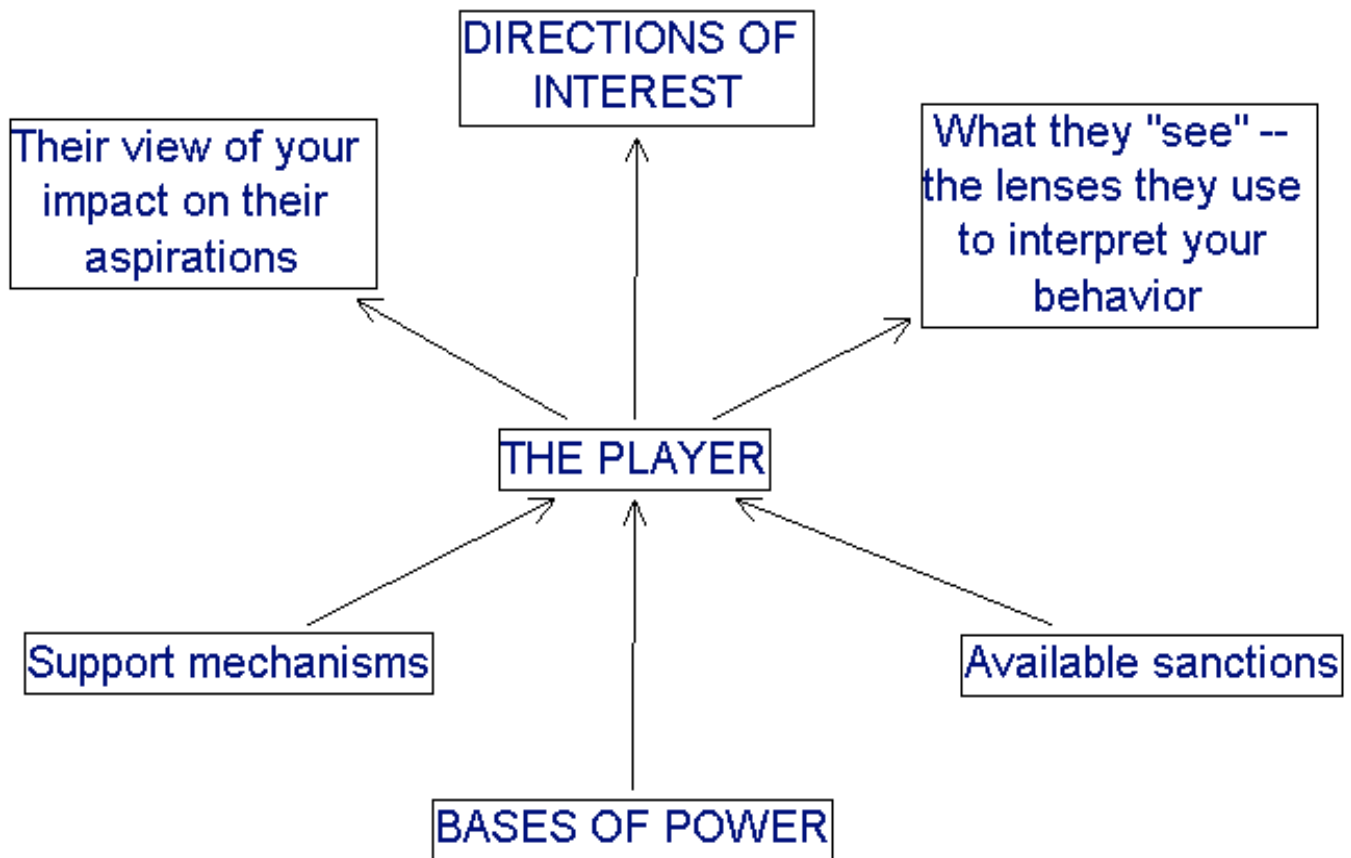 DIRECTIONS OF
INTEREST
Their view of your
impact on their
aspirations
What they "see" --
the lenses they use
to interpret your
behavior
THE PLAYER
Support mechanisms
Available sanctions
BASES OF POWER